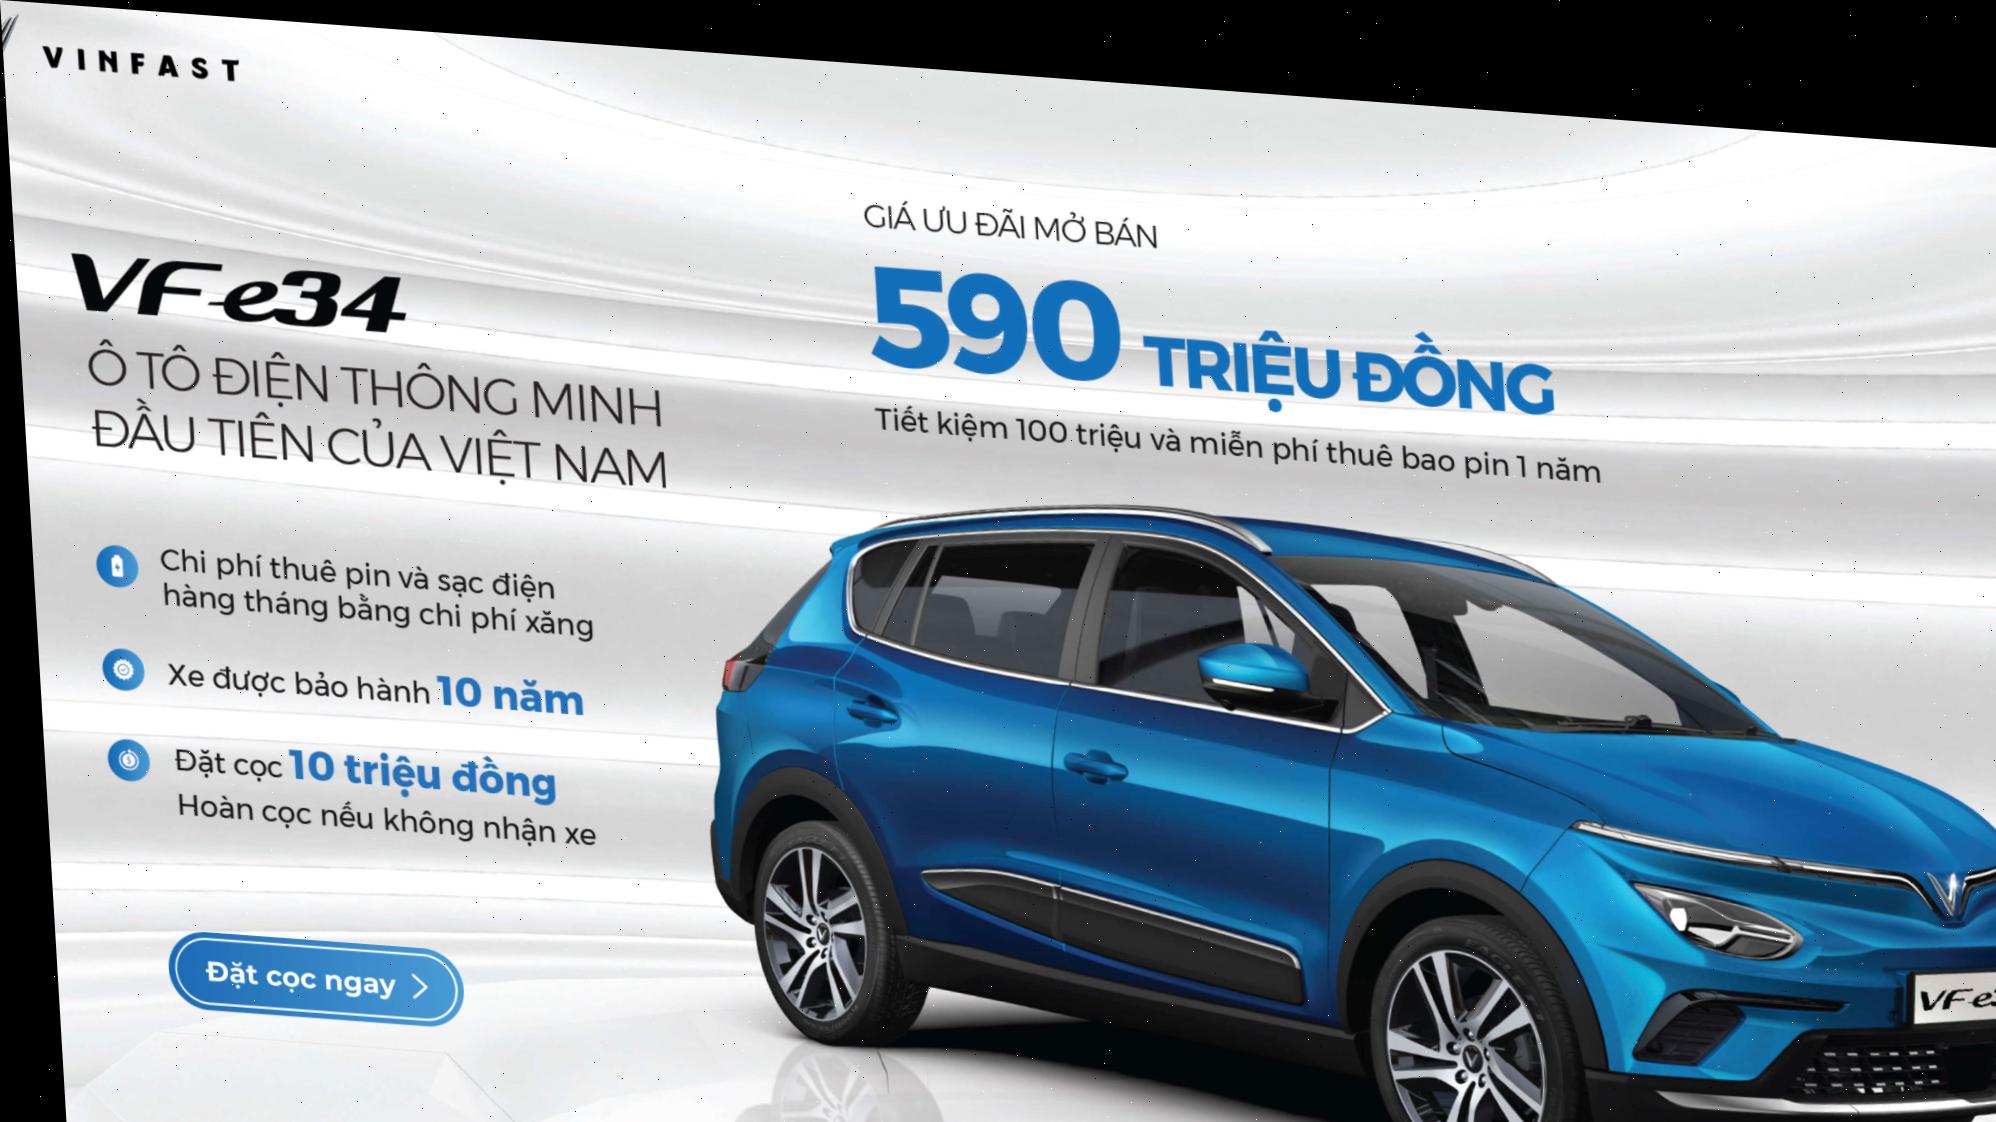 VINFAST
VF e34
Ô TÔ ĐIỆN THÔNG MINH
ĐẦU TIÊN CỦA VIỆT NAM
GIÁ ƯU ĐÃI MỞ BÁN
590 TRIỆU ĐỒNG
Tiết kiệm 100 triệu và miễn phí thuê bao pin 1 năm
Chi phí thuê pin và sạc điện
hàng tháng bằng chi phí xăng
Xe được bảo hành 10 năm
Đặt cọc 10 triệu đồng
Hoàn cọc nếu không nhận xe
Đặt cọc ngay